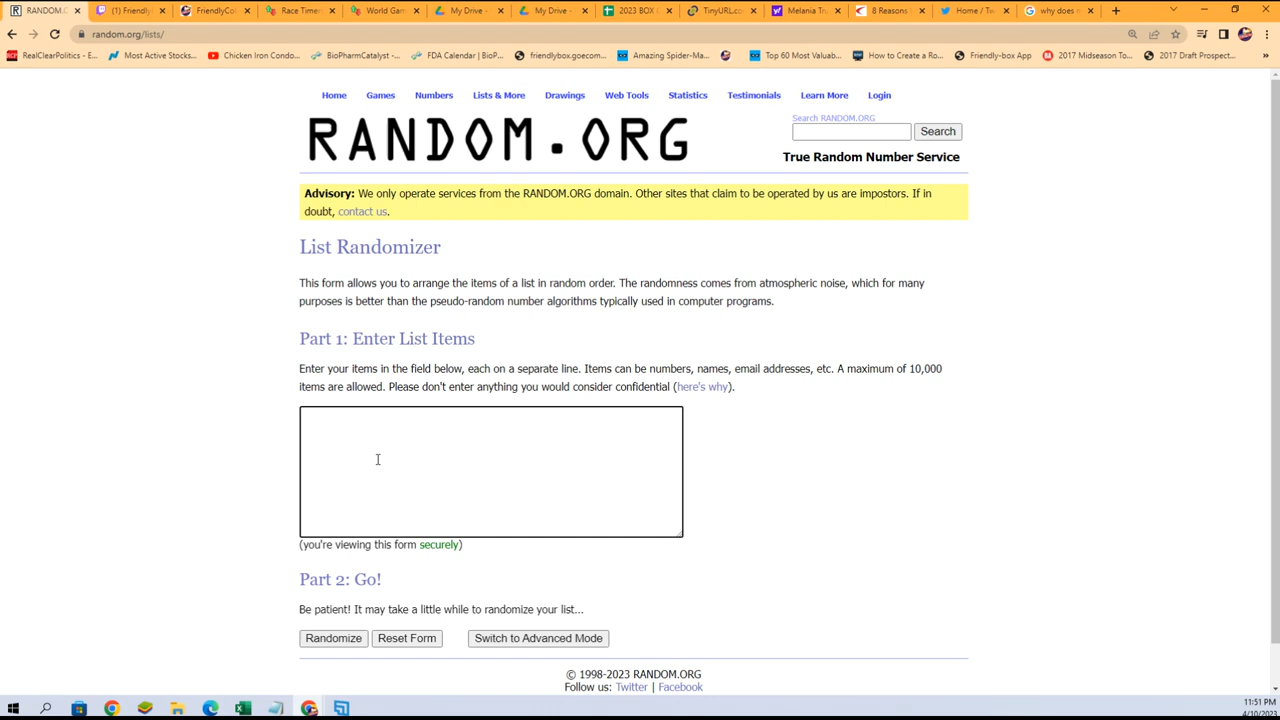 RANDOM.O
(1) Friendly
FriendlyCo
Race Timer
World Gam
My Drive -
My Drive -
2023 BOX
TinyURL.co
Melania Tr
8 Reasons
Home / Tw
why does m
random.org/lists/
RealClearPolitics - E...
Most Active Stocks...
Chicken Iron Condo...
BioPharmCatalyst -...
FDA Calendar | BioP...
friendlybox.goecom...
Amazing Spider-Ma...
Top 60 Most Valuab...
How to Create a Ro...
Friendly-box App
2017 Midseason To...
2017 Draft Prospect...
Home Games Numbers Lists & More Drawings Web Tools Statistics Testimonials Learn More Login
RANDOM.ORG
Search RANDOM.ORG
Search
True Random Number Service
Advisory: We only operate services from the RANDOM.ORG domain. Other sites that claim to be operated by us are impostors. If in
doubt, contact us.
List Randomizer
This form allows you to arrange the items of a list in random order. The randomness comes from atmospheric noise, which for many
purposes is better than the pseudo-random number algorithms typically used in computer programs.
Part 1: Enter List Items
Enter your items in the field below, each on a separate line. Items can be numbers, names, email addresses, etc. A maximum of 10,000
items are allowed. Please don't enter anything you would consider confidential (here's why).
(you're viewing this form securely)
Part 2: Go!
Be patient! It may take a little while to randomize your list...
Randomize Reset Form Switch to Advanced Mode
© 1998-2023 RANDOM.ORG
Follow us: Twitter | Facebook
11:51 PM
4/10/2023